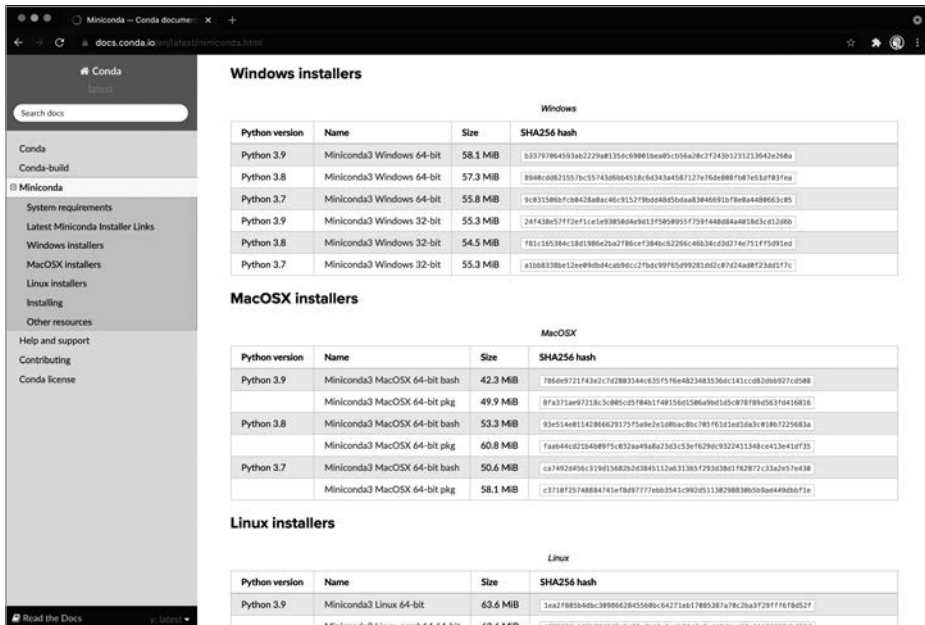 Miniconda — Conda documen
docs.conda.io/en/latest/miniconda.html
Conda
latest
Search docs
Conda
Conda-build
Miniconda
System requirements
Latest Miniconda Installer Links
Windows installers
MacOSX installers
Linux installers
Installing
Other resources
Help and support
Contributing
Conda license
Read the Docs
v: latest
Windows installers
Windows
Python version Name Size SHA256 hash
Python 3.9 Miniconda3 Windows 64-bit 58.1 MiB
Python 3.8 Miniconda3 Windows 64-bit 57.3 MiB
Python 3.7 Miniconda3 Windows 64-bit 55.8 MiB
Python 3.9 Miniconda3 Windows 32-bit 55.3 MiB
Python 3.8 Miniconda3 Windows 32-bit 54.5 MiB
Python 3.7 Miniconda3 Windows 32-bit 55.3 MiB
MacOSX installers
MacOSX
Python version Name Size SHA256 hash
Python 3.9 Miniconda3 MacOSX 64-bit bash 42.3 MiB
Miniconda3 MacOSX 64-bit pkg 49.9 MiB
Python 3.8 Miniconda3 MacOSX 64-bit bash 53.3 MiB
Miniconda3 MacOSX 64-bit pkg 60.8 MiB
Python 3.7 Miniconda3 MacOSX 64-bit bash 50.6 MiB
Miniconda3 MacOSX 64-bit pkg 58.1 MiB
Linux installers
Linux
Python version Name Size SHA256 hash
Python 3.9 Miniconda3 Linux 64-bit 63.6 MiB